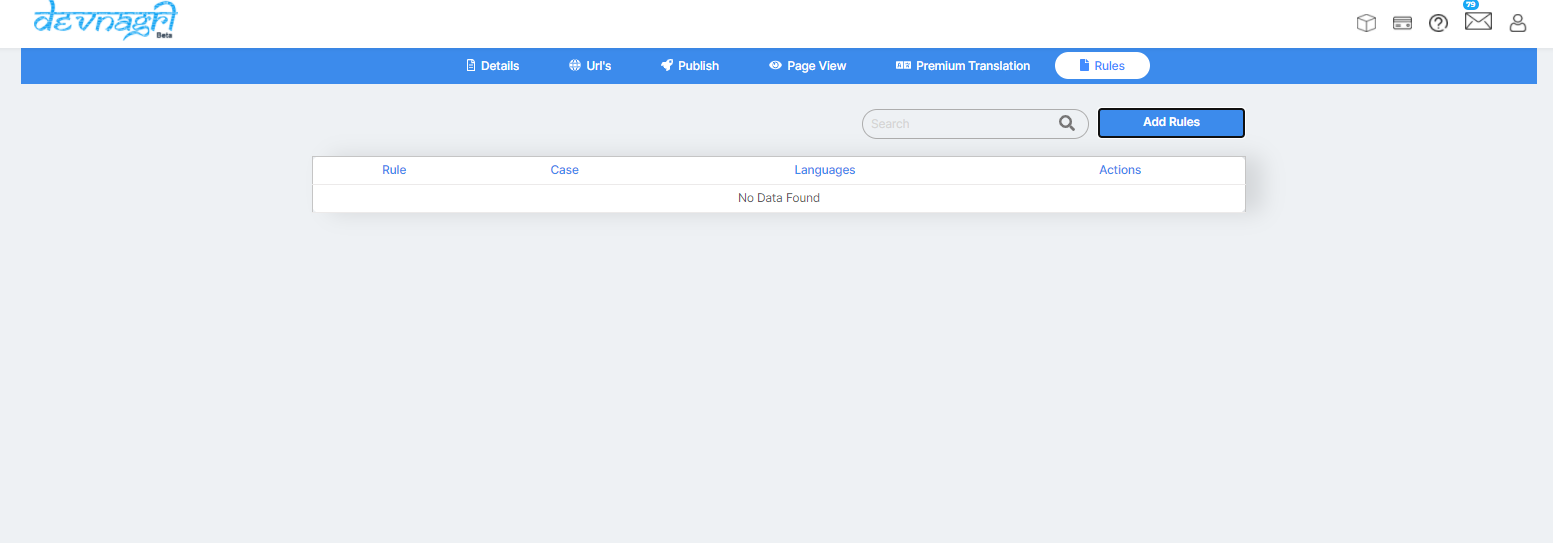 devnagri
Beta
79
Details Url's Publish Page View Premium Translation Rules
Search Add Rules
Rule Case Languages Actions
No Data Found